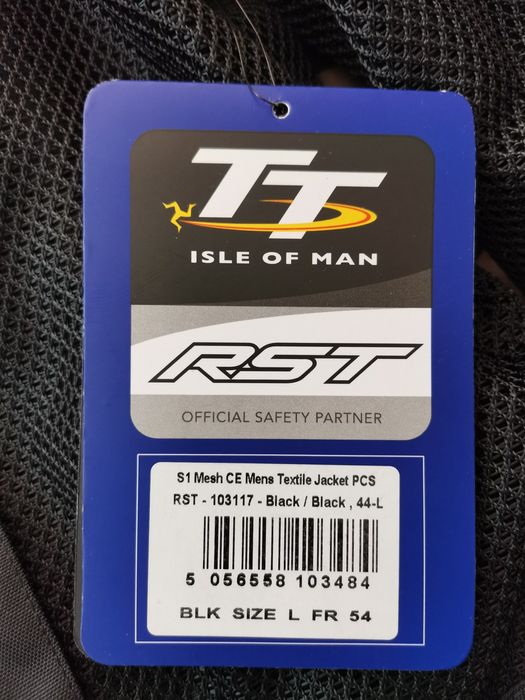 TT
ISLE OF MAN
RST
OFFICIAL SAFETY PARTNER
S1 Mesh CE Mens Textile Jacket PCS
RST - 103117 - Black / Black , 44-L
5 056558 103484
BLK SIZE L FR 54